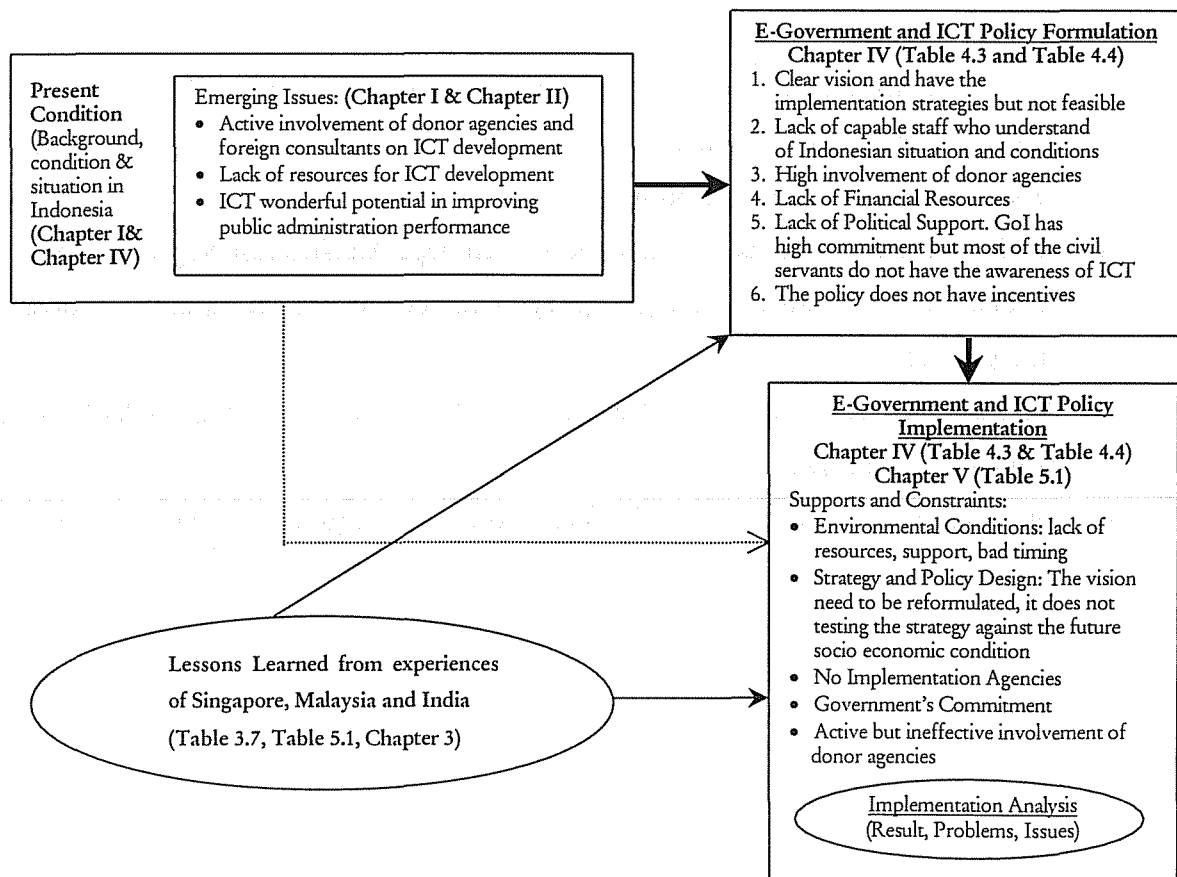 Present
Condition
(Background,
condition &
situation in
Indonesia
(Chapter I&
Chapter IV)
Emerging Issues: (Chapter I & Chapter II)
• Active involvement of donor agencies and
foreign consultants on ICT development
• Lack of resources for ICT development
• ICT wonderful potential in improving
public administration performance
E-Government and ICT Policy Formulation
Chapter IV (Table 4.3 and Table 4.4)
1. Clear vision and have the
implementation strategies but not feasible
2. Lack of capable staff who understand
of Indonesian situation and conditions
3. High involvement of donor agencies
4. Lack of Financial Resources
5. Lack of Political Support. GoI has
high commitment but most of the civil
servants do not have the awareness of ICT
6. The policy does not have incentives
E-Government and ICT Policy
Implementation
Chapter IV (Table 4.3 & Table 4.4)
Chapter V (Table 5.1)
Supports and Constraints:
• Environmental Conditions: lack of
resources, support, bad timing
• Strategy and Policy Design: The vision
need to be reformulated, it does not
testing the strategy against the future
socio economic condition
• No Implementation Agencies
• Government's Commitment
• Active but ineffective involvement of
donor agencies
Implementation Analysis
(Result, Problems, Issues)
Lessons Learned from experiences
of Singapore, Malaysia and India
(Table 3.7, Table 5.1, Chapter 3)